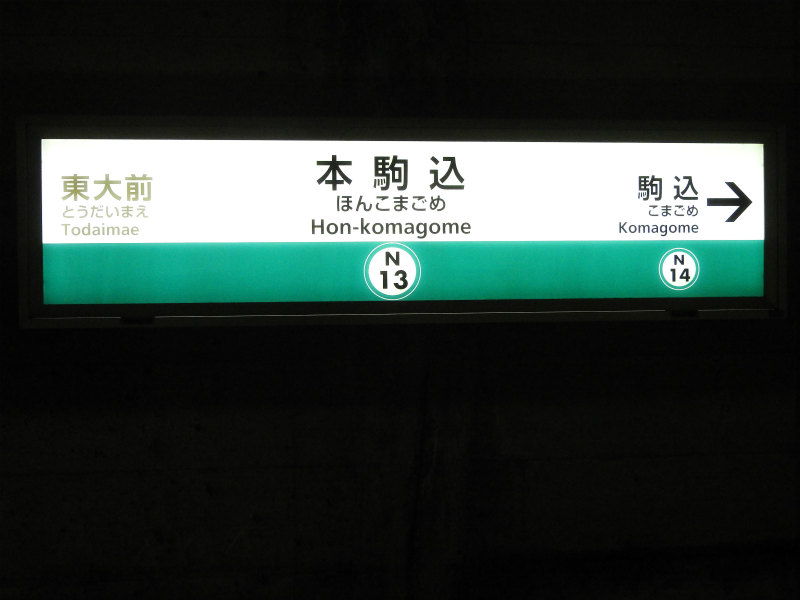 東大前
とうだいまえ
Todaimae
本駒込
ほんこまごめ
Hon-komagome
N
13
駒込
こまごめ
Komagome
N
14